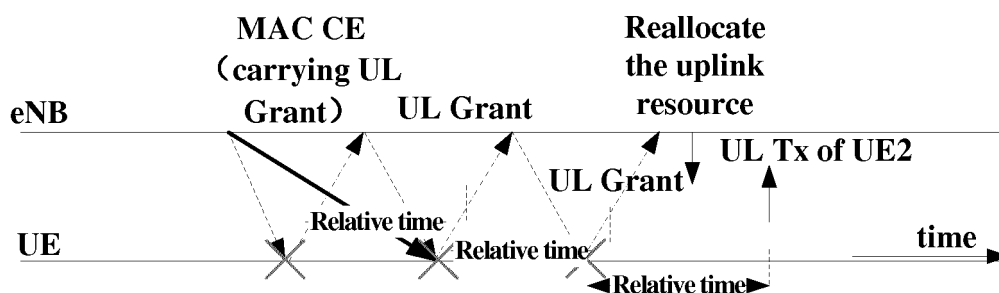 MAC CE
（carrying UL
Grant）
Reallocate
the uplink
resource
eNB
UL Grant
UL Tx of UE2
UL Grant
Relative time
UE
Relative time
time
Relative time